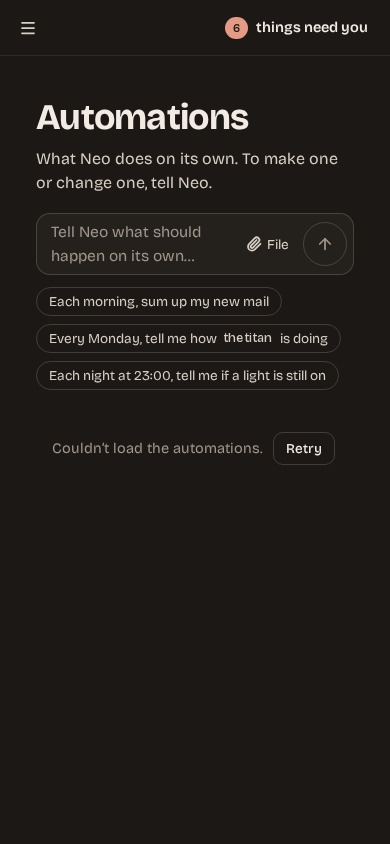 6 things need you
Automations
What Neo does on its own. To make one
or change one, tell Neo.
Tell Neo what should
happen on its own...
File
Each morning, sum up my new mail
Every Monday, tell me how thetitan is doing
Each night at 23:00, tell me if a light is still on
Couldn't load the automations.
Retry